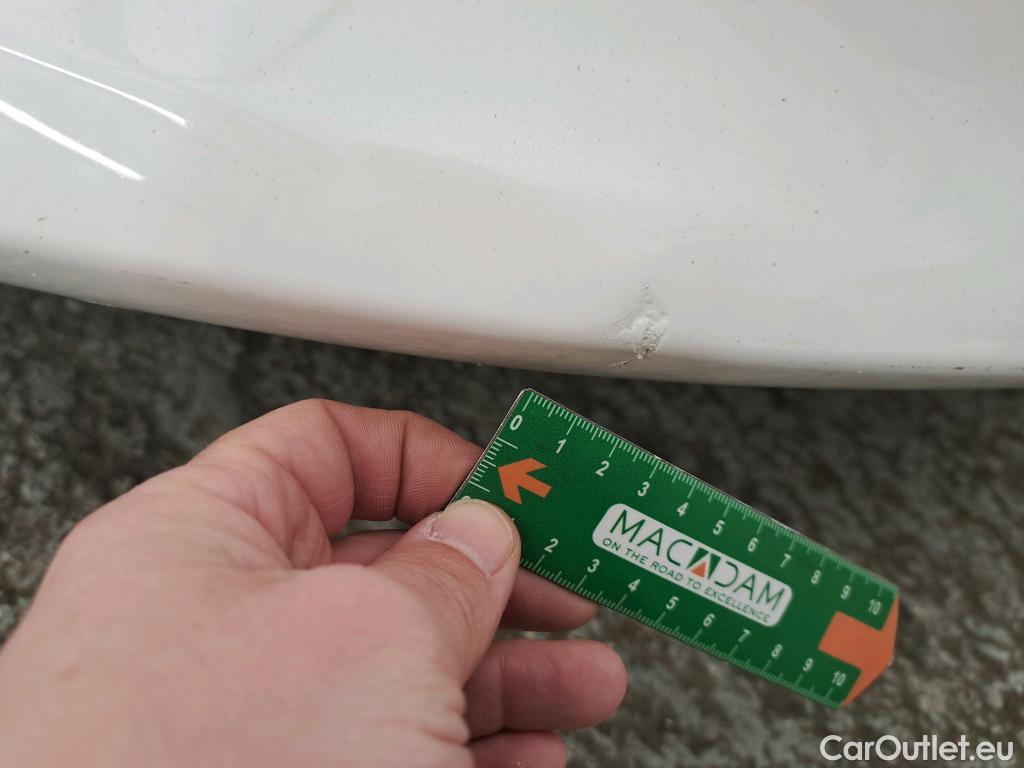 0 1 2 3 4 5 6 7 8 9 10
MACADAM
ON THE ROAD TO EXCELLENCE
2 3 4 5 6 7 8 9 10
CarOutlet.eu